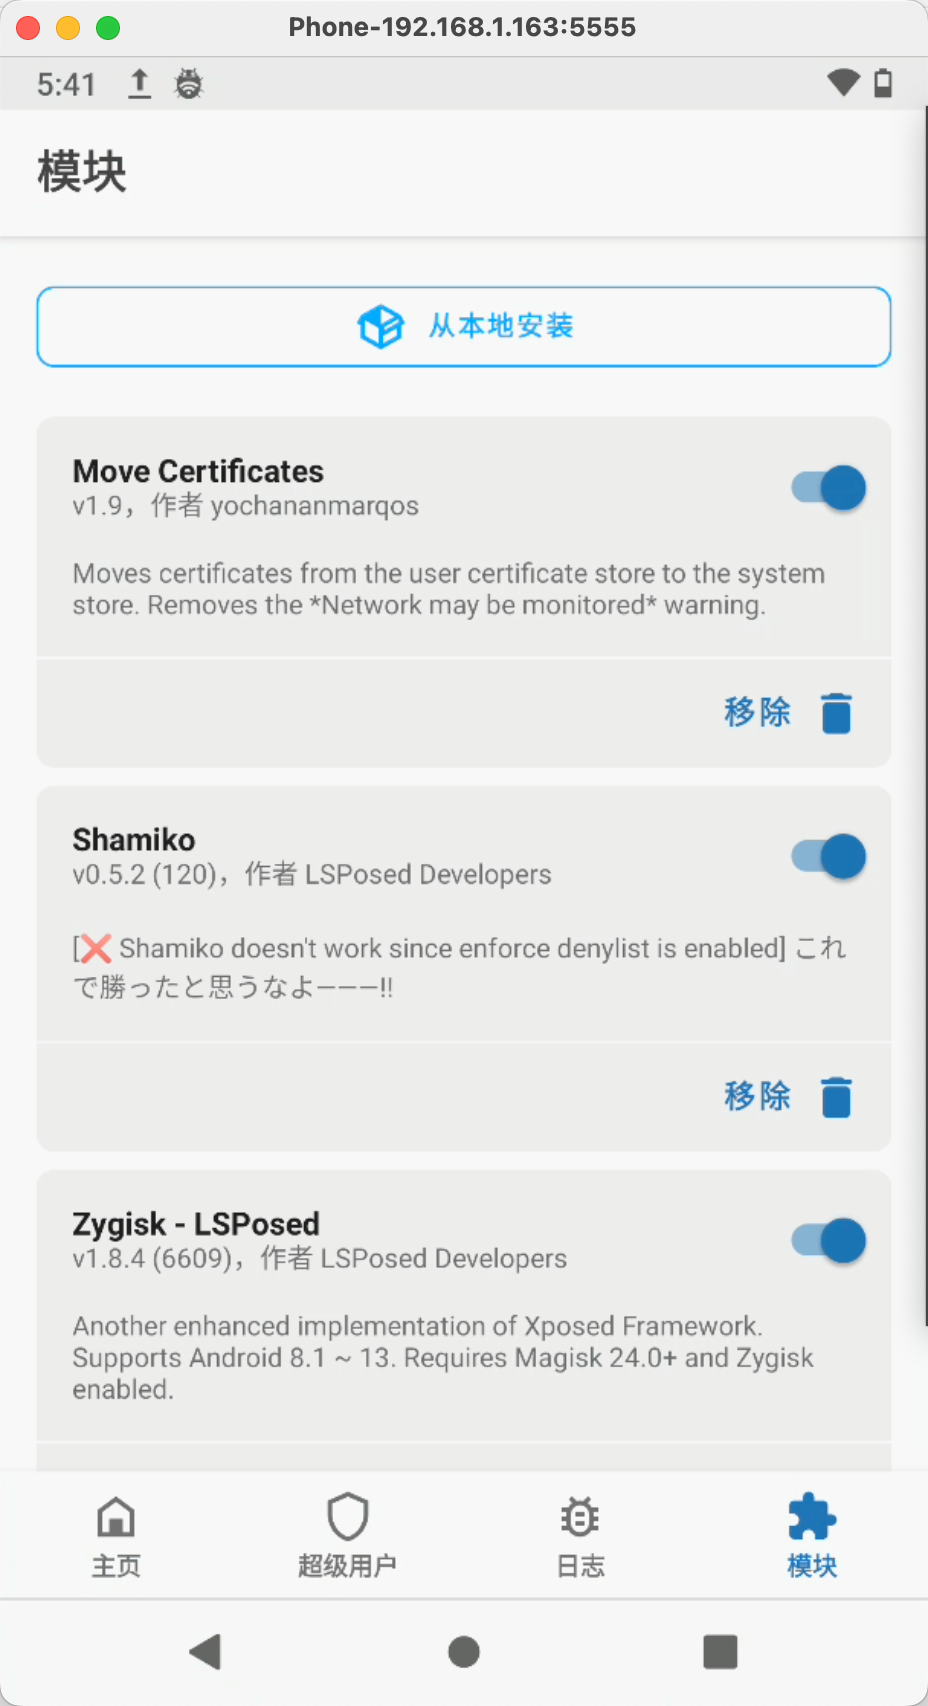 Phone-192.168.1.163:5555
5:41
模块
从本地安装
Move Certificates
v1.9，作者 yochananmarqos
Moves certificates from the user certificate store to the system
store. Removes the *Network may be monitored* warning.
移除
Shamiko
v0.5.2 (120)，作者 LSPosed Developers
[❌ Shamiko doesn't work since enforce denylist is enabled] これ
で勝ったと思うなよ———!!
移除
Zygisk - LSPosed
v1.8.4 (6609)，作者 LSPosed Developers
Another enhanced implementation of Xposed Framework.
Supports Android 8.1 ~ 13. Requires Magisk 24.0+ and Zygisk
enabled.
主页
超级用户
日志
模块